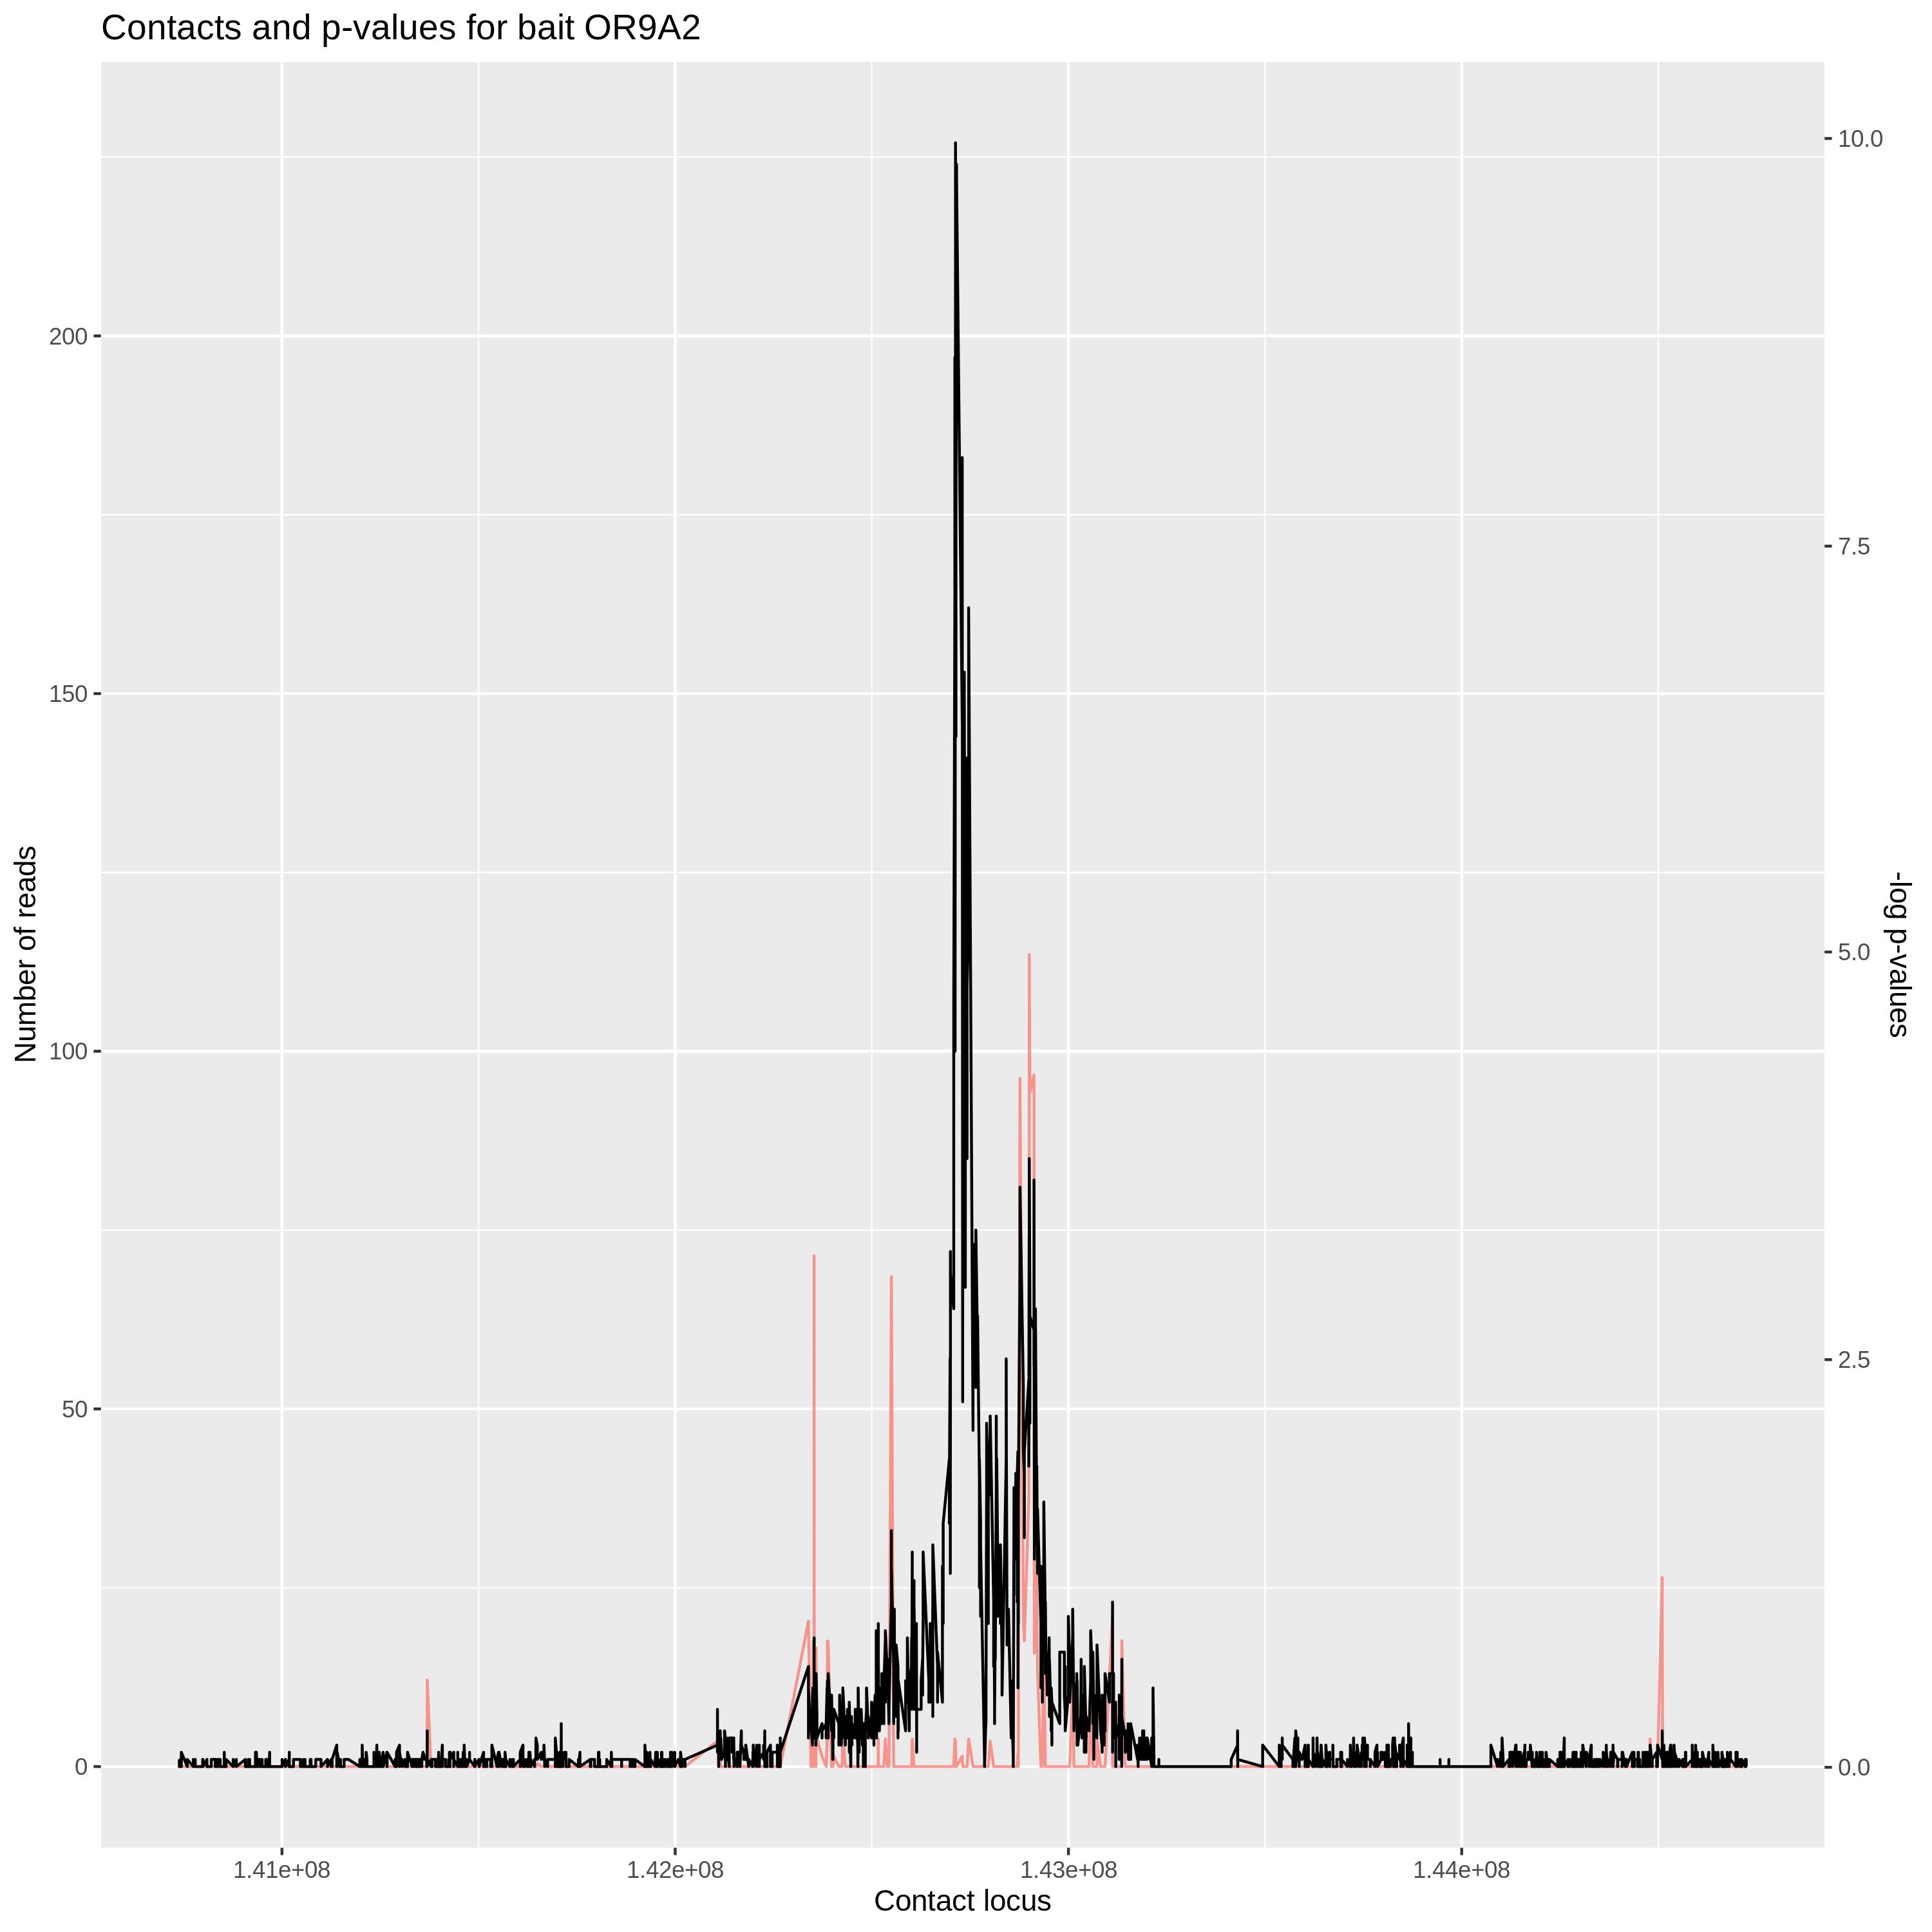 Contacts and p-values for bait OR9A2
Number of reads
200
150
100
50
0
10.0
7.5
5.0
2.5
0.0
-log p-values
1.41e+08
1.42e+08
1.43e+08
1.44e+08
Contact locus